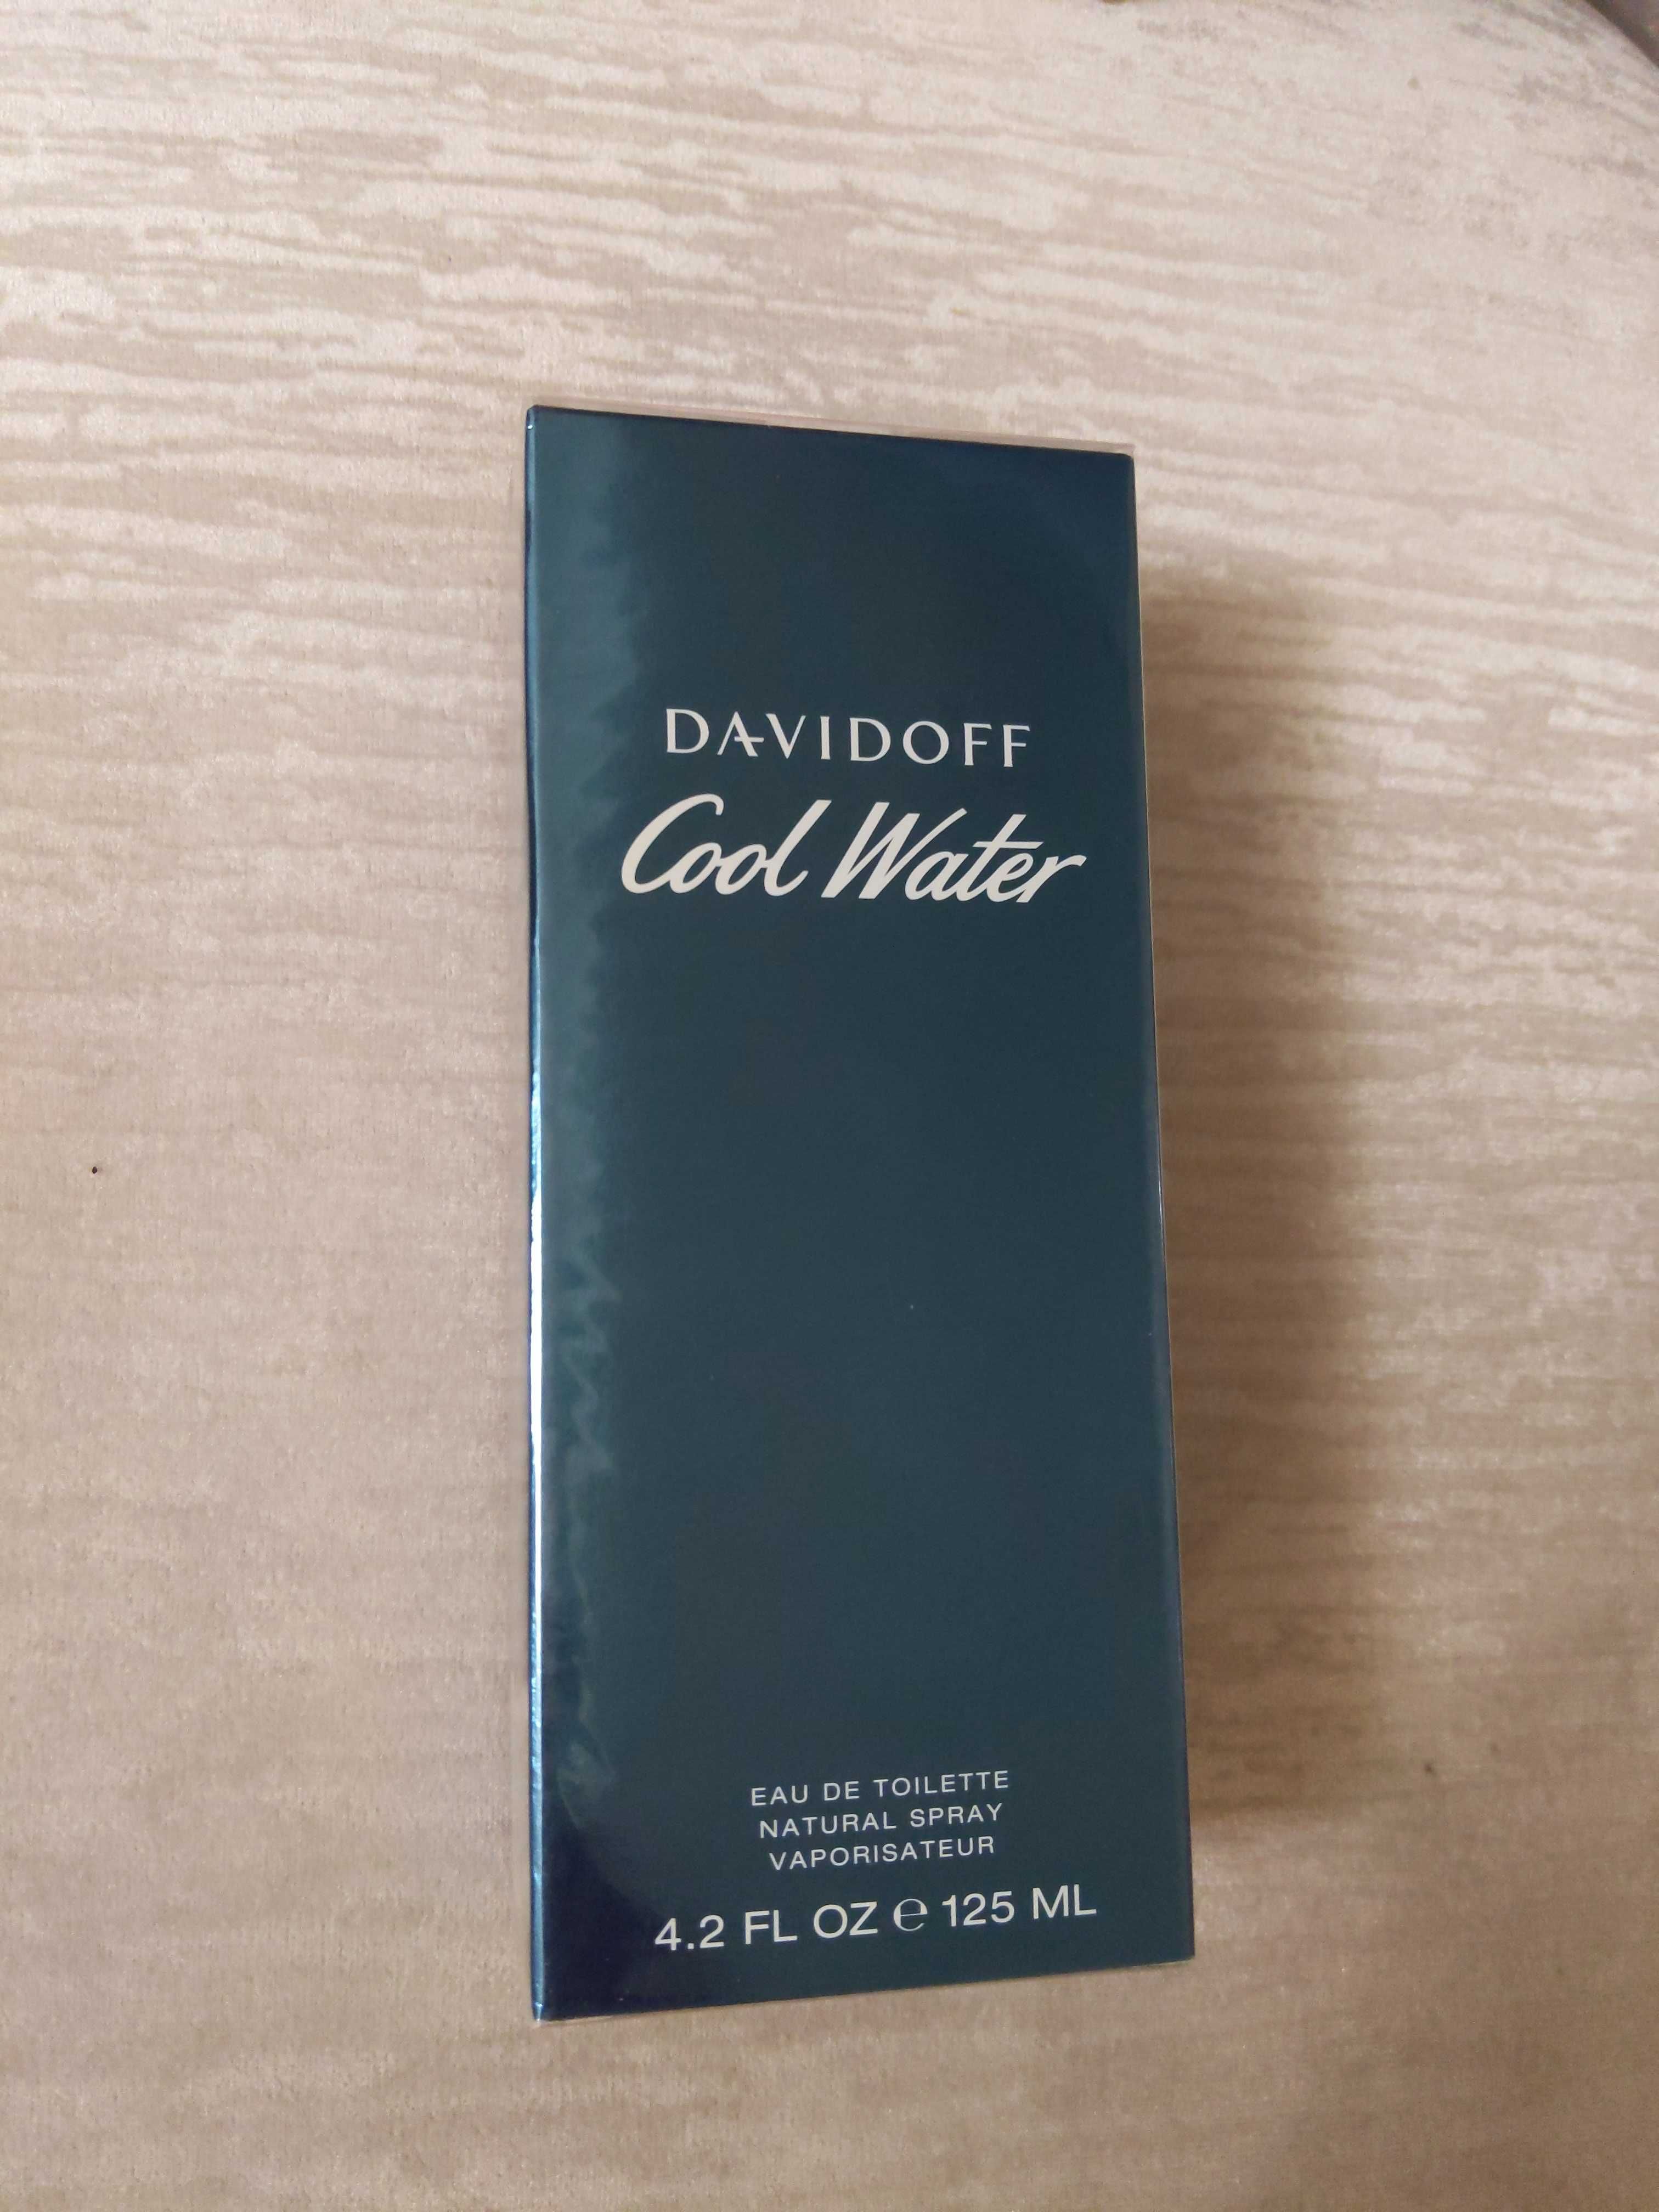 DAVIDOFF
Cool Water
EAU DE TOILETTE
NATURAL SPRAY
VAPORISATEUR
4.2 FL OZ ℮ 125 ML